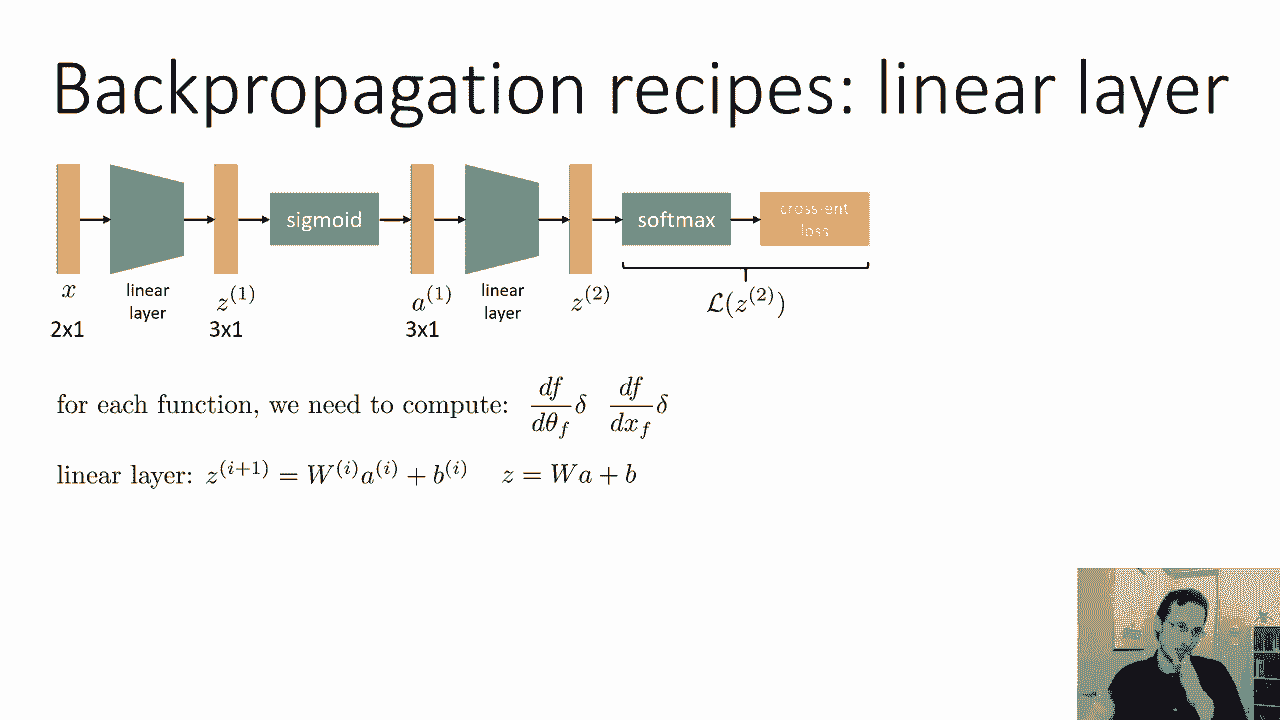 Backpropagation recipes: linear layer
sigmoid
softmax
cross-ent
loss
x
linear
layer
z^{(1)}
a^{(1)}
linear
layer
z^{(2)}
\mathcal{L}(z^{(2)})
2x1
3x1
3x1
for each function, we need to compute: \frac{df}{d\theta_f}\delta \frac{df}{dx_f}\delta
linear layer: z^{(i+1)} = W^{(i)}a^{(i)} + b^{(i)} z = Wa + b